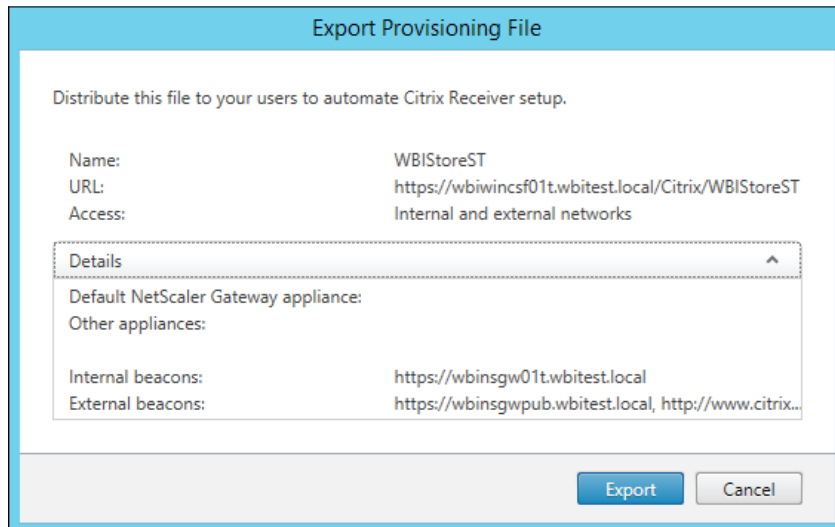 Export Provisioning File
Distribute this file to your users to automate Citrix Receiver setup.
Name: WBIStoreST
URL: https://wbiwincsf01t.wbitest.local/Citrix/WBIStoreST
Access: Internal and external networks
Details
Default NetScaler Gateway appliance:
Other appliances:
Internal beacons: https://wbinsgw01t.wbitest.local
External beacons: https://wbinsgwpub.wbitest.local, http://www.citrix...
Export Cancel